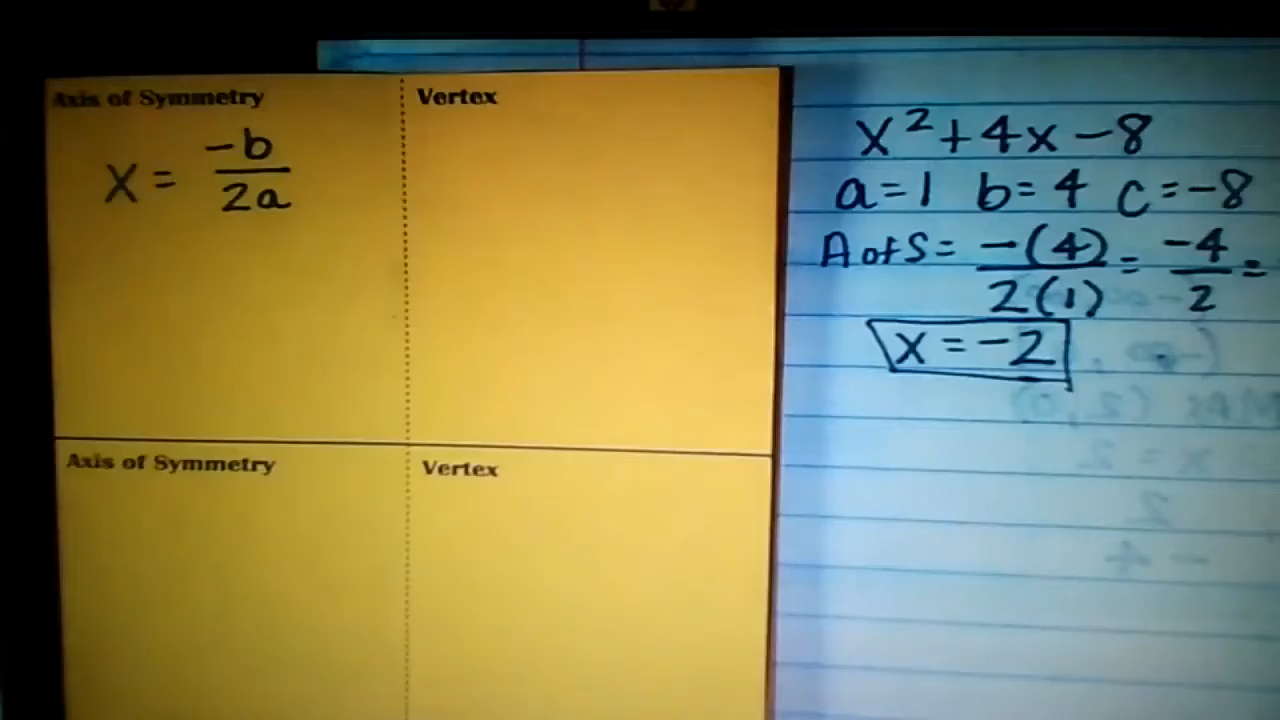 Axis of Symmetry
x = -b/2a
Vertex
Axis of Symmetry
Vertex
x² + 4x - 8
a = 1 b = 4 c = -8
A of S = -(4)/2(1) = -4/2 =
x = -2